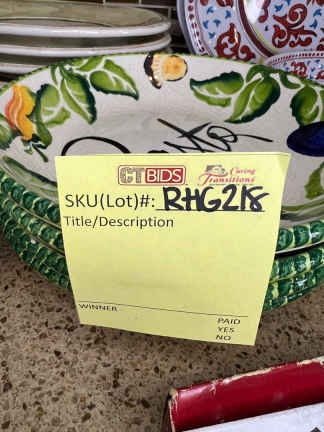 CTBIDS Caring Transitions
SKU(Lot)#: RHG218
Title/Description
WINNER PAID
YES
NO